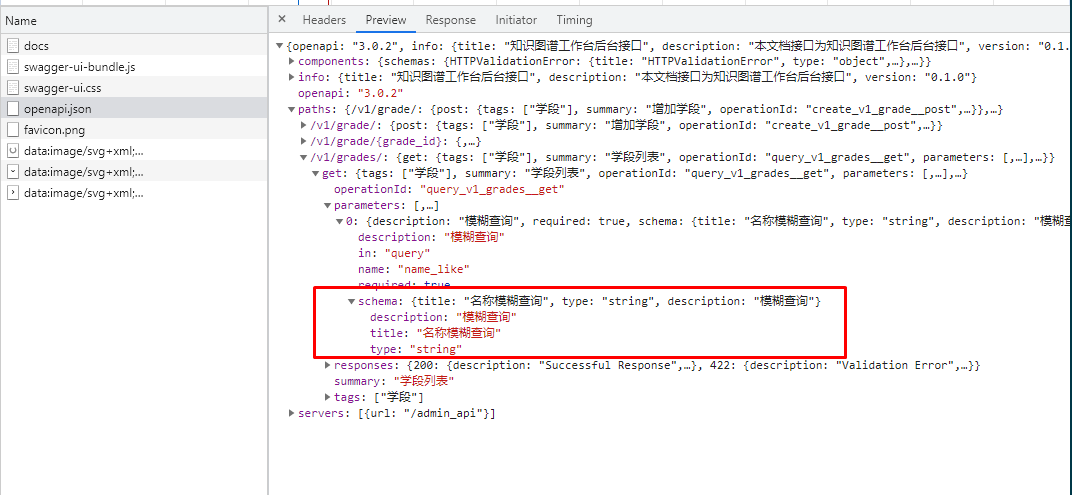 Name
× Headers Preview Response Initiator Timing
docs
swagger-ui-bundle.js
swagger-ui.css
openapi.json
favicon.png
data:image/svg+xml;...
data:image/svg+xml;...
data:image/svg+xml;...
{openapi: "3.0.2", info: {title: "知识图谱工作台后台接口", description: "本文档接口为知识图谱工作台后台接口", version: "0.1.
components: {schemas: {HTTPValidationError: {title: "HTTPValidationError", type: "object",…},…}}
info: {title: "知识图谱工作台后台接口", description: "本文档接口为知识图谱工作台后台接口", version: "0.1.0"}
openapi: "3.0.2"
paths: {/v1/grade/: {post: {tags: ["学段"], summary: "增加学段", operationId: "create_v1_grade__post",…}},…}
/v1/grade/: {post: {tags: ["学段"], summary: "增加学段", operationId: "create_v1_grade__post",…}}
/v1/grade/{grade_id}: {,…}
/v1/grades/: {get: {tags: ["学段"], summary: "学段列表", operationId: "query_v1_grades__get", parameters: [,…],…}}
get: {tags: ["学段"], summary: "学段列表", operationId: "query_v1_grades__get", parameters: [,…],…}
operationId: "query_v1_grades__get"
parameters: [,…]
0: {description: "模糊查询", required: true, schema: {title: "名称模糊查询", type: "string", description: "模糊查
description: "模糊查询"
in: "query"
name: "name_like"
required: true
schema: {title: "名称模糊查询", type: "string", description: "模糊查询"}
description: "模糊查询"
title: "名称模糊查询"
type: "string"
responses: {200: {description: "Successful Response",…}, 422: {description: "Validation Error",…}}
summary: "学段列表"
tags: ["学段"]
servers: [{url: "/admin_api"}]